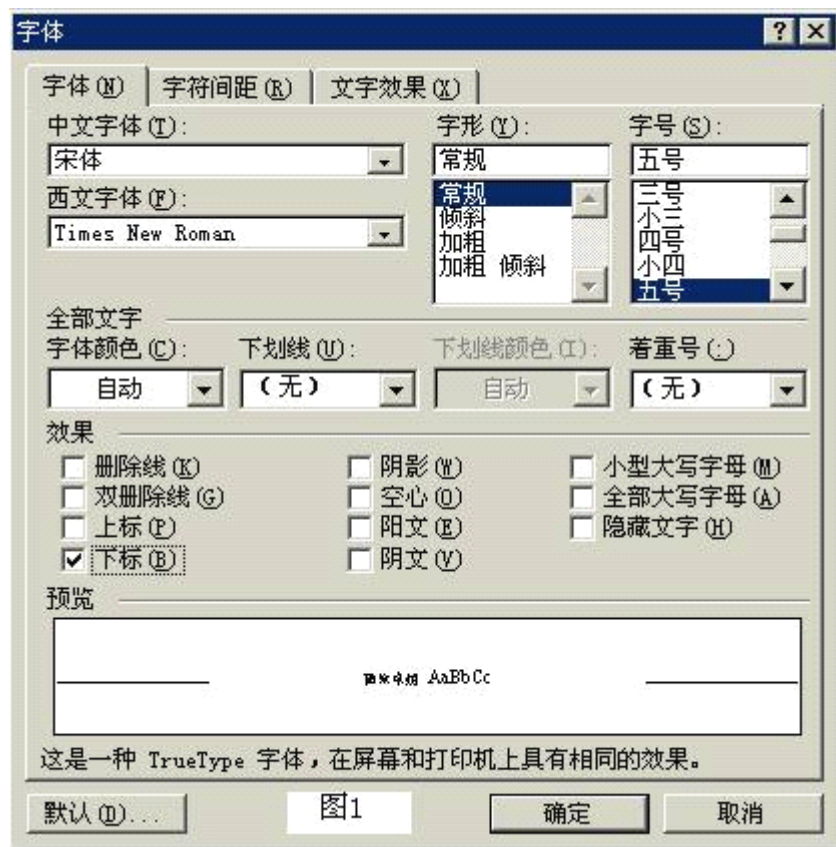 字体
字体(N) 字符间距(R) 文字效果(X)
中文字体(T): 字形(Y): 字号(S):
宋体 常规 五号
西文字体(F): 常规 三号
Times New Roman 倾斜 小三
加粗 四号
加粗 倾斜 小四
五号
全部文字
字体颜色(C): 下划线(U): 下划线颜色(I): 着重号(·)
自动 (无) 自动 (无)
效果
删除线(K) 阴影(W) 小型大写字母(M)
双删除线(G) 空心(O) 全部大写字母(A)
上标(P) 阳文(E) 隐藏文字(H)
下标(B) 阴文(V)
预览
AaBbCc
这是一种 TrueType 字体，在屏幕和打印机上具有相同的效果。
默认(D)... 图1 确定 取消